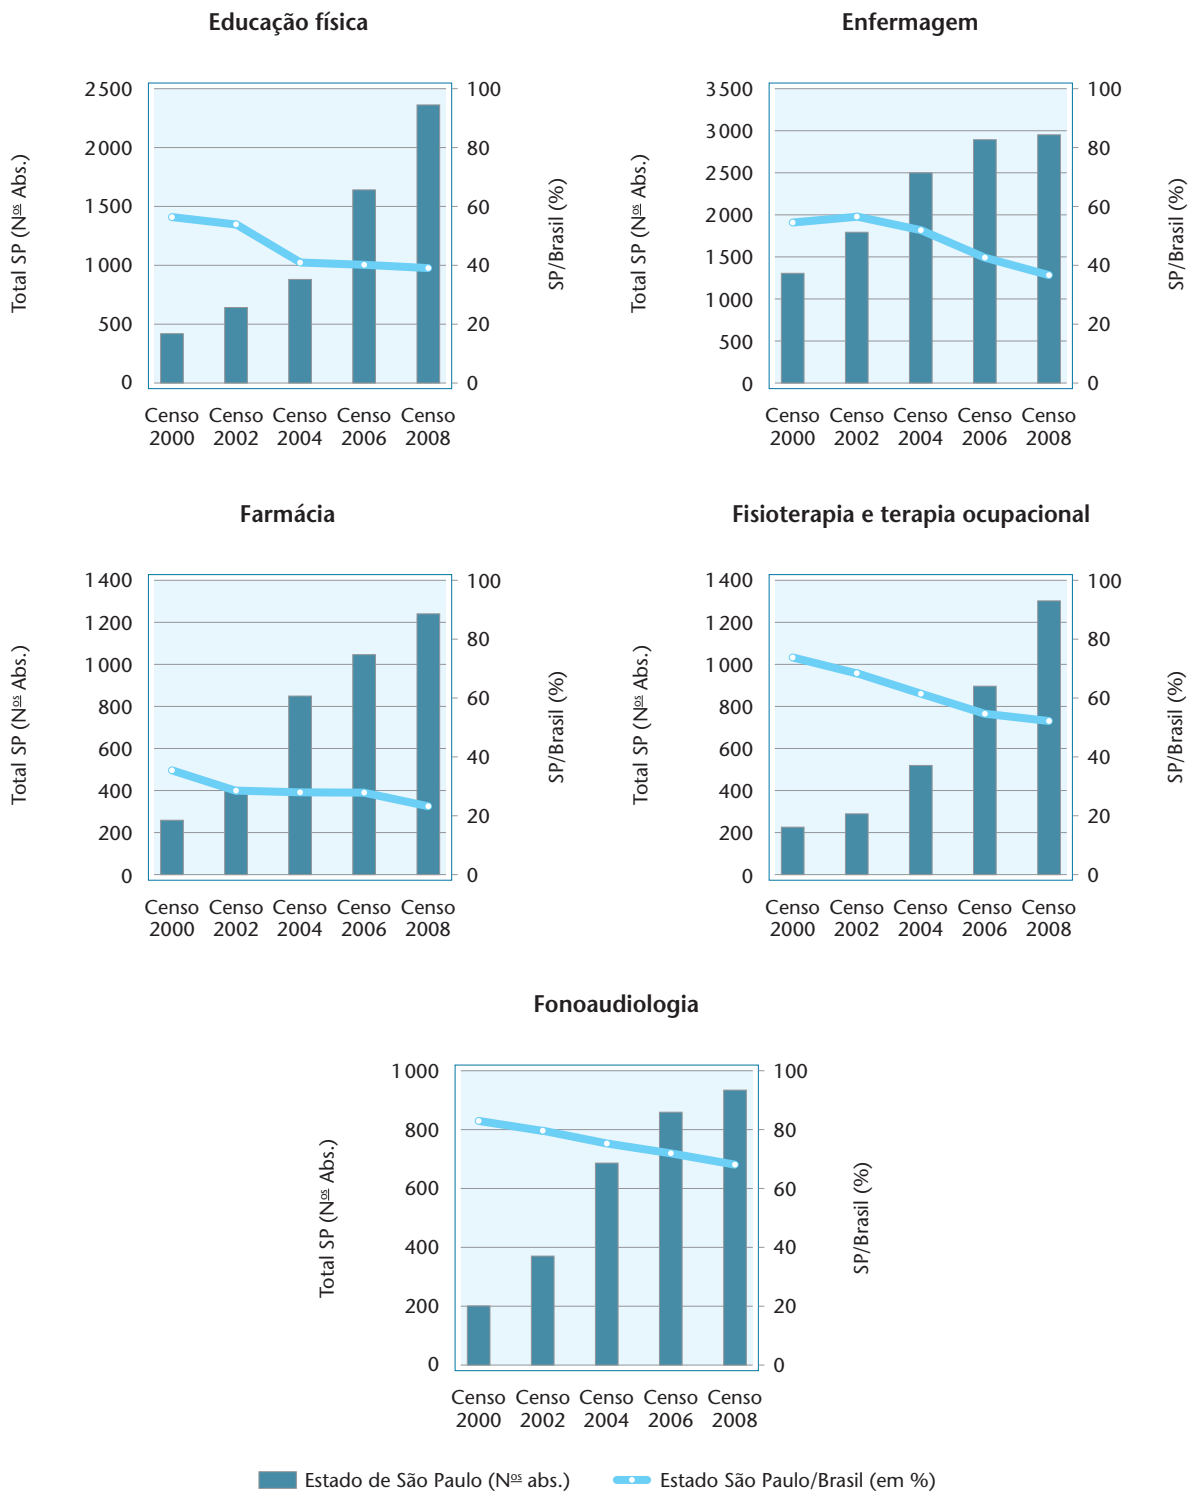 Educação física
Total SP (Nos Abs.)
2 500
2 000
1 500
1 000
500
0
100
80
60
40
20
0
SP/Brasil (%)
Censo Censo Censo Censo Censo
2000 2002 2004 2006 2008
Enfermagem
Total SP (Nos Abs.)
3 500
3 000
2 500
2 000
1 500
1 000
500
0
100
80
60
40
20
0
SP/Brasil (%)
Censo Censo Censo Censo Censo
2000 2002 2004 2006 2008
Farmácia
Total SP (Nos Abs.)
1 400
1 200
1 000
800
600
400
200
0
100
80
60
40
20
0
SP/Brasil (%)
Censo Censo Censo Censo Censo
2000 2002 2004 2006 2008
Fisioterapia e terapia ocupacional
Total SP (Nos Abs.)
1 400
1 200
1 000
800
600
400
200
0
100
80
60
40
20
0
SP/Brasil (%)
Censo Censo Censo Censo Censo
2000 2002 2004 2006 2008
Fonoaudiologia
Total SP (Nos Abs.)
1 000
800
600
400
200
0
100
80
60
40
20
0
SP/Brasil (%)
Censo Censo Censo Censo Censo
2000 2002 2004 2006 2008
Estado de São Paulo (Nos abs.)
Estado São Paulo/Brasil (em %)